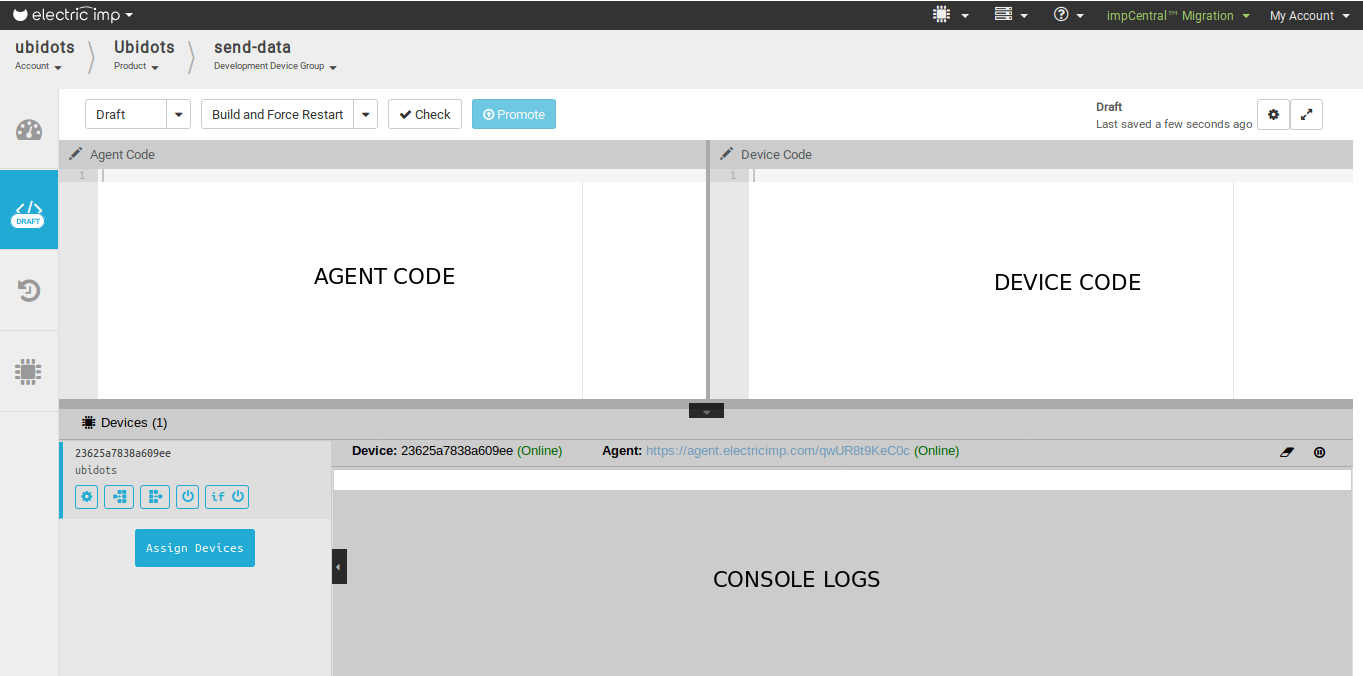 electric imp
impCentral™ Migration
My Account
ubidots
Ubidots
send-data
Account
Product
Development Device Group
Draft
Build and Force Restart
Check
Promote
Draft
Last saved a few seconds ago
Agent Code
Device Code
1
1
DRAFT
AGENT CODE
DEVICE CODE
Devices (1)
23625a7838a609ee
ubidots
Device: 23625a7838a609ee (Online)
Agent: https://agent.electricimp.com/qwUR8t9KeC0c (Online)
if
Assign Devices
CONSOLE LOGS